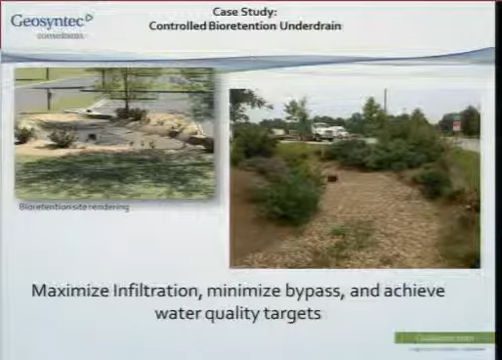 Geosyntec
consultants
Case Study:
Controlled Bioretention Underdrain
Bioretention site rendering
Maximize Infiltration, minimize bypass, and achieve
water quality targets